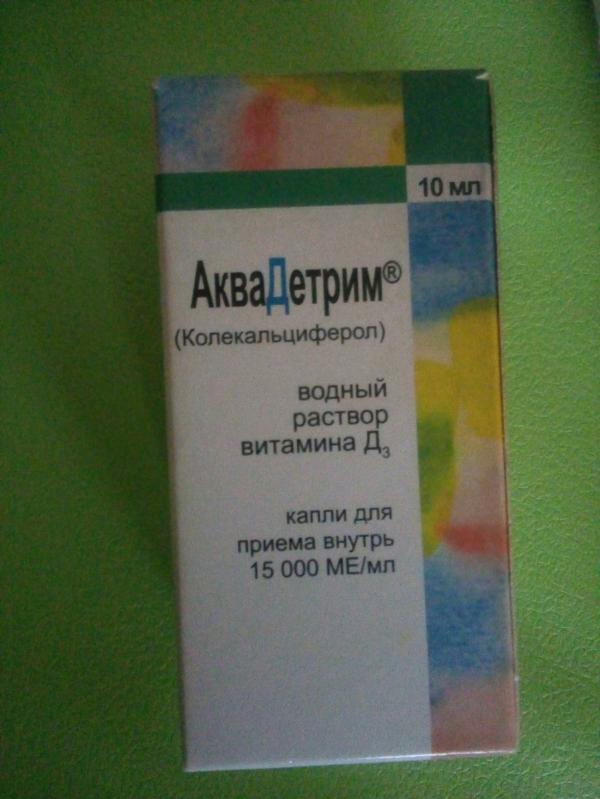 10 мл
АкваДетрим®
(Колекальциферол)
водный
раствор
витамина Д₃
капли для
приема внутрь
15 000 МЕ/мл